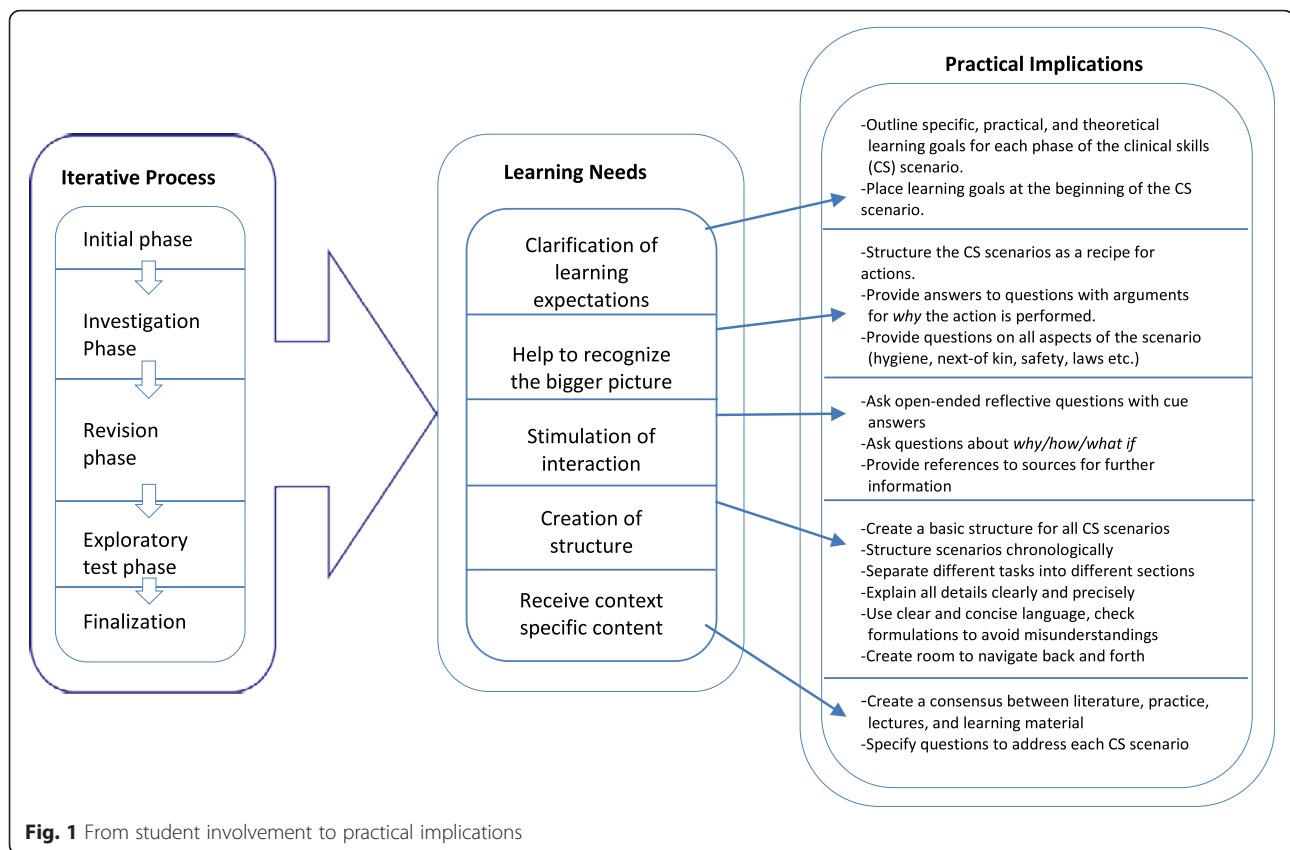 Iterative Process
Initial phase
Investigation
Phase
Revision
phase
Exploratory
test phase
Finalization
Learning Needs
Clarification of
learning
expectations
Help to recognize
the bigger picture
Stimulation of
interaction
Creation of
structure
Receive context
specific content
Practical Implications
-Outline specific, practical, and theoretical
learning goals for each phase of the clinical skills
(CS) scenario.
-Place learning goals at the beginning of the CS
scenario.
-Structure the CS scenarios as a recipe for
actions.
-Provide answers to questions with arguments
for why the action is performed.
-Provide questions on all aspects of the scenario
(hygiene, next-of kin, safety, laws etc.)
-Ask open-ended reflective questions with cue
answers
-Ask questions about why/how/what if
-Provide references to sources for further
information
-Create a basic structure for all CS scenarios
-Structure scenarios chronologically
-Separate different tasks into different sections
-Explain all details clearly and precisely
-Use clear and concise language, check
formulations to avoid misunderstandings
-Create room to navigate back and forth
-Create a consensus between literature, practice,
lectures, and learning material
-Specify questions to address each CS scenario
Fig. 1 From student involvement to practical implications